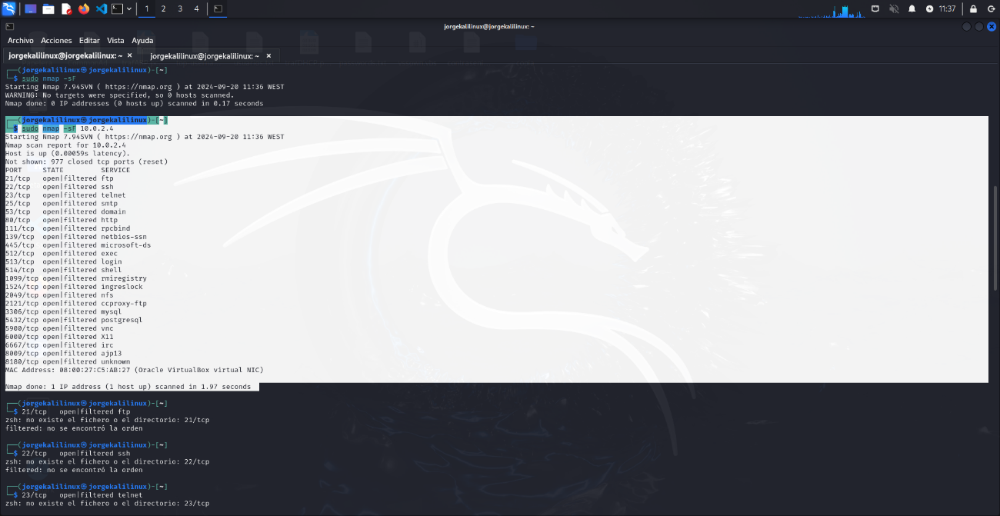 1 2 3 4 11:37
jorgekalilinux@jorgekalilinux: ~
Archivo Acciones Editar Vista Ayuda
jorgekalilinux@jorgekalilinux: ~ × jorgekalilinux@jorgekalilinux: ~ ×
┌──(jorgekalilinux㉿jorgekalilinux)-[~]
└─$ sudo nmap -sF
Starting Nmap 7.94SVN ( https://nmap.org ) at 2024-09-20 11:36 WEST
WARNING: No targets were specified, so 0 hosts scanned.
Nmap done: 0 IP addresses (0 hosts up) scanned in 0.17 seconds
┌──(jorgekalilinux㉿jorgekalilinux)-[~]
└─$ sudo nmap -sF 10.0.2.4
Starting Nmap 7.94SVN ( https://nmap.org ) at 2024-09-20 11:36 WEST
Nmap scan report for 10.0.2.4
Host is up (0.00059s latency).
Not shown: 977 closed tcp ports (reset)
PORT     STATE         SERVICE
21/tcp   open|filtered ftp
22/tcp   open|filtered ssh
23/tcp   open|filtered telnet
25/tcp   open|filtered smtp
53/tcp   open|filtered domain
80/tcp   open|filtered http
111/tcp  open|filtered rpcbind
139/tcp  open|filtered netbios-ssn
445/tcp  open|filtered microsoft-ds
512/tcp  open|filtered exec
513/tcp  open|filtered login
514/tcp  open|filtered shell
1099/tcp open|filtered rmiregistry
1524/tcp open|filtered ingreslock
2049/tcp open|filtered nfs
2121/tcp open|filtered ccproxy-ftp
3306/tcp open|filtered mysql
5432/tcp open|filtered postgresql
5900/tcp open|filtered vnc
6000/tcp open|filtered X11
6667/tcp open|filtered irc
8009/tcp open|filtered ajp13
8180/tcp open|filtered unknown
MAC Address: 08:00:27:C5:AB:27 (Oracle VirtualBox virtual NIC)
Nmap done: 1 IP address (1 host up) scanned in 1.97 seconds
┌──(jorgekalilinux㉿jorgekalilinux)-[~]
└─$ 21/tcp   open|filtered ftp
zsh: no existe el fichero o el directorio: 21/tcp
filtered: no se encontró la orden
┌──(jorgekalilinux㉿jorgekalilinux)-[~]
└─$ 22/tcp   open|filtered ssh
zsh: no existe el fichero o el directorio: 22/tcp
filtered: no se encontró la orden
┌──(jorgekalilinux㉿jorgekalilinux)-[~]
└─$ 23/tcp   open|filtered telnet
zsh: no existe el fichero o el directorio: 23/tcp